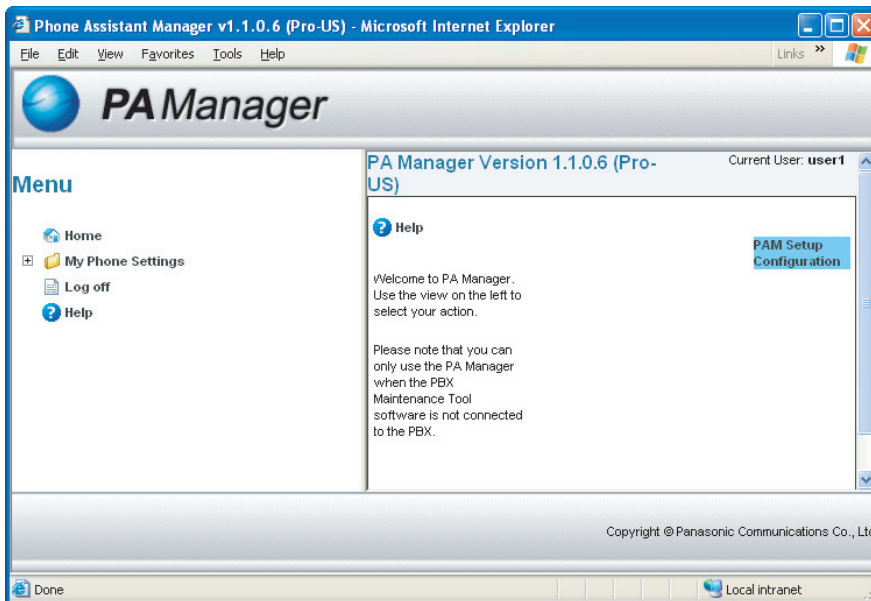 Phone Assistant Manager v1.1.0.6 (Pro-US) - Microsoft Internet Explorer
File Edit View Favorites Tools Help
Links »
PA Manager
Menu
Home
My Phone Settings
Log off
Help
PA Manager Version 1.1.0.6 (Pro-
US)
Current User: user1
Help
PAM Setup
Configuration
Welcome to PA Manager.
Use the view on the left to
select your action.
Please note that you can
only use the PA Manager
when the PBX
Maintenance Tool
software is not connected
to the PBX.
Copyright © Panasonic Communications Co., Ltd
Done
Local intranet